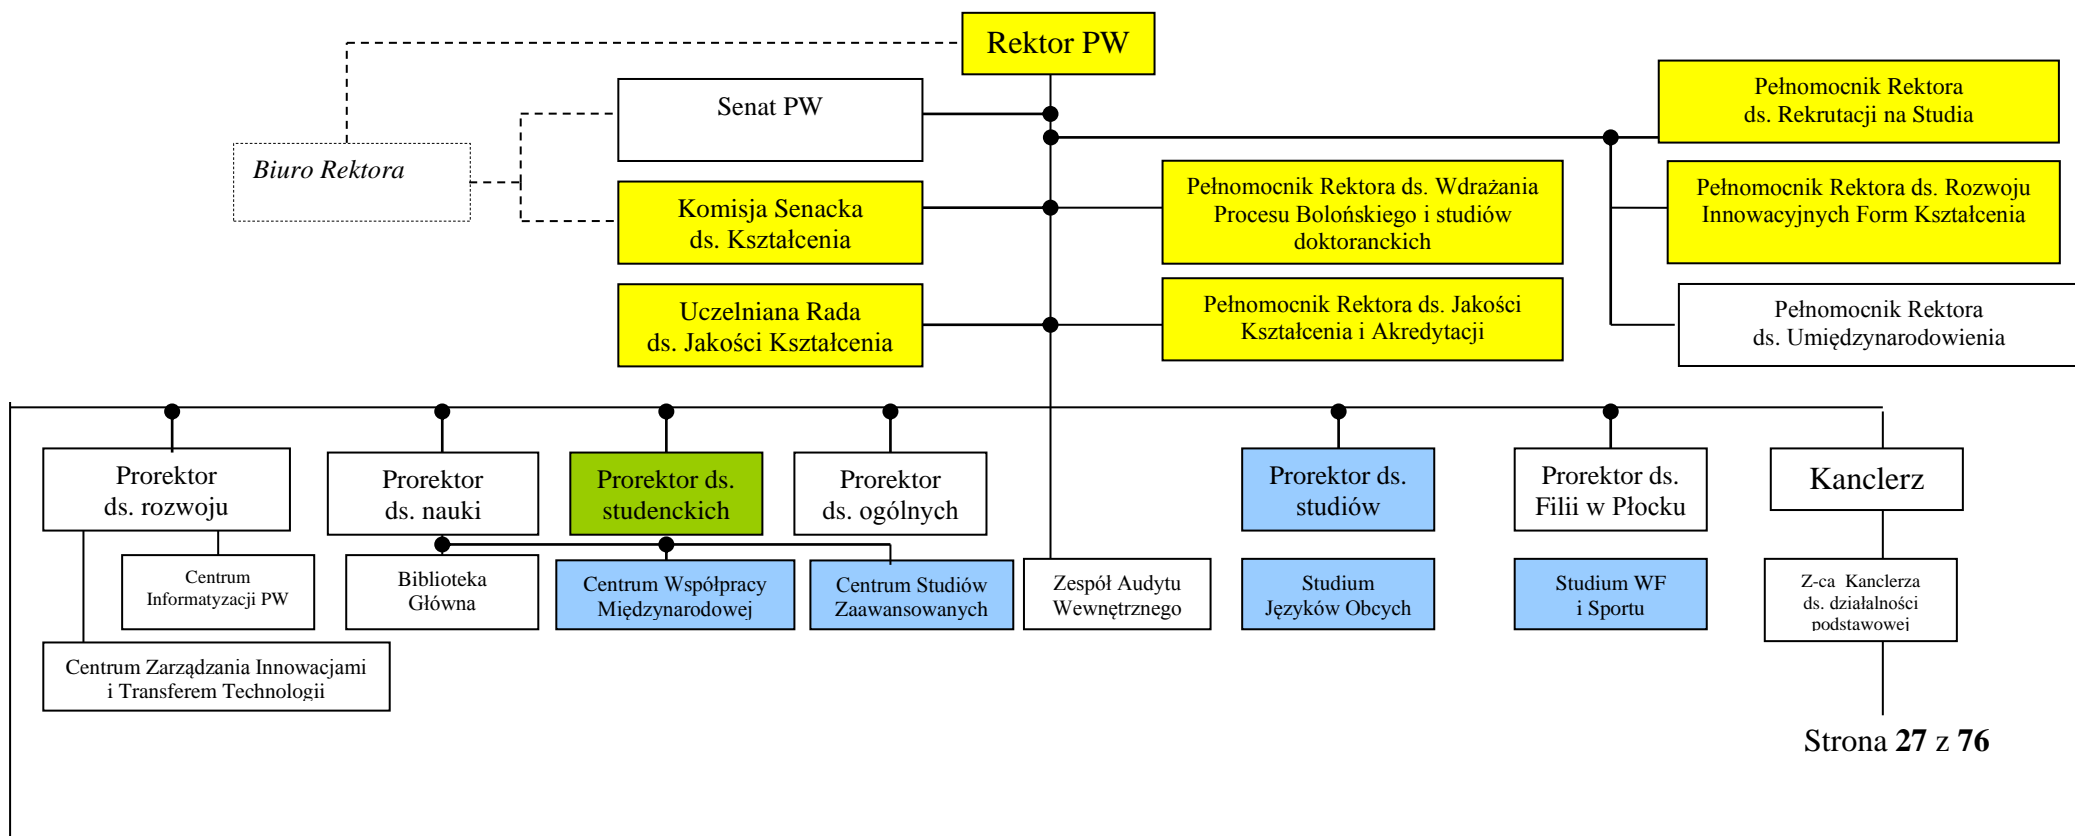 Rektor PW
Senat PW
Pełnomocnik Rektora
ds. Rekrutacji na Studia
Biuro Rektora
Komisja Senacka
ds. Kształcenia
Pełnomocnik Rektora ds. Wdrażania
Procesu Bolońskiego i studiów
doktoranckich
Pełnomocnik Rektora ds. Rozwoju
Innowacyjnych Form Kształcenia
Uczelniana Rada
ds. Jakości Kształcenia
Pełnomocnik Rektora ds. Jakości
Kształcenia i Akredytacji
Pełnomocnik Rektora
ds. Umiędzynarodowienia
Prorektor
ds. rozwoju
Prorektor
ds. nauki
Prorektor ds.
studenckich
Prorektor
ds. ogólnych
Prorektor ds.
studiów
Prorektor ds.
Filii w Płocku
Kanclerz
Centrum
Informatyzacji PW
Biblioteka
Główna
Centrum Współpracy
Międzynarodowej
Centrum Studiów
Zaawansowanych
Zespół Audytu
Wewnętrznego
Studium
Języków Obcych
Studium WF
i Sportu
Z-ca Kanclerza
ds. działalności
podstawowej
Centrum Zarządzania Innowacjami
i Transferem Technologii
Strona 27 z 76